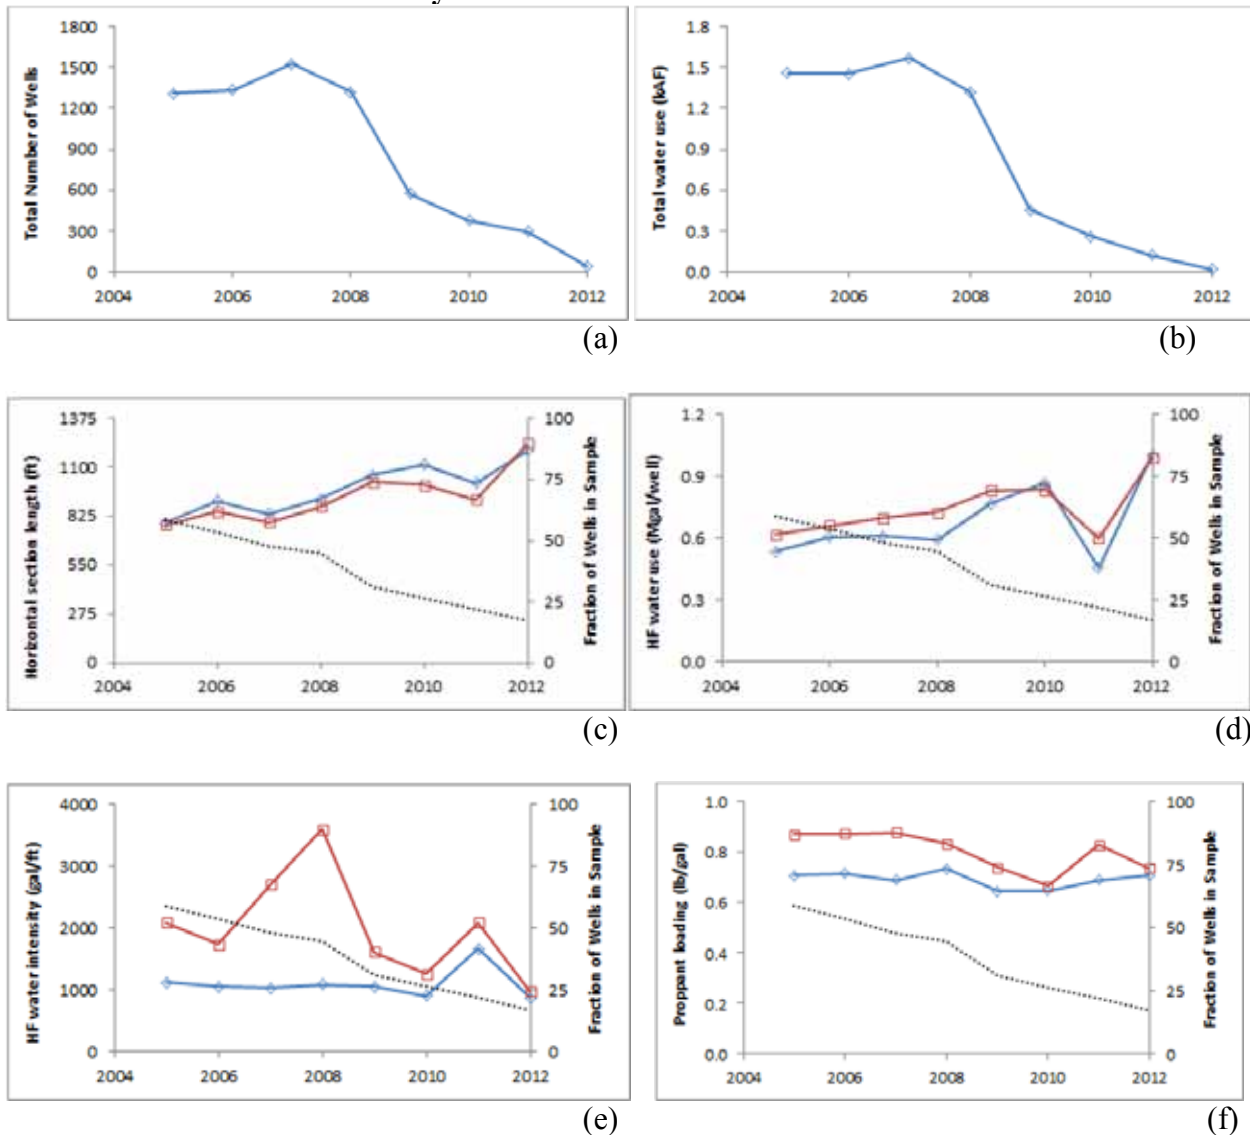 y
1800
1500
1200
900
600
300
0
Total Number of Wells
2004 2006 2008 2010 2012
(a)
1.8
1.5
1.2
0.9
0.6
0.3
0.0
Total water use (kAF)
2004 2006 2008 2010 2012
(b)
1375
1100
825
550
275
0
Horizontal section length (ft)
100
75
50
25
0
Fraction of Wells in Sample
2004 2006 2008 2010 2012
(c)
1.2
0.9
0.6
0.3
0.0
HF water use (Mgal/well)
100
75
50
25
0
Fraction of Wells in Sample
2004 2006 2008 2010 2012
(d)
4000
3000
2000
1000
0
HF water intensity (gal/ft)
100
75
50
25
0
Fraction of Wells in Sample
2004 2006 2008 2010 2012
(e)
1.0
0.8
0.6
0.4
0.2
0.0
Proppant loading (lb/gal)
100
75
50
25
0
Fraction of Wells in Sample
2004 2006 2008 2010 2012
(f)